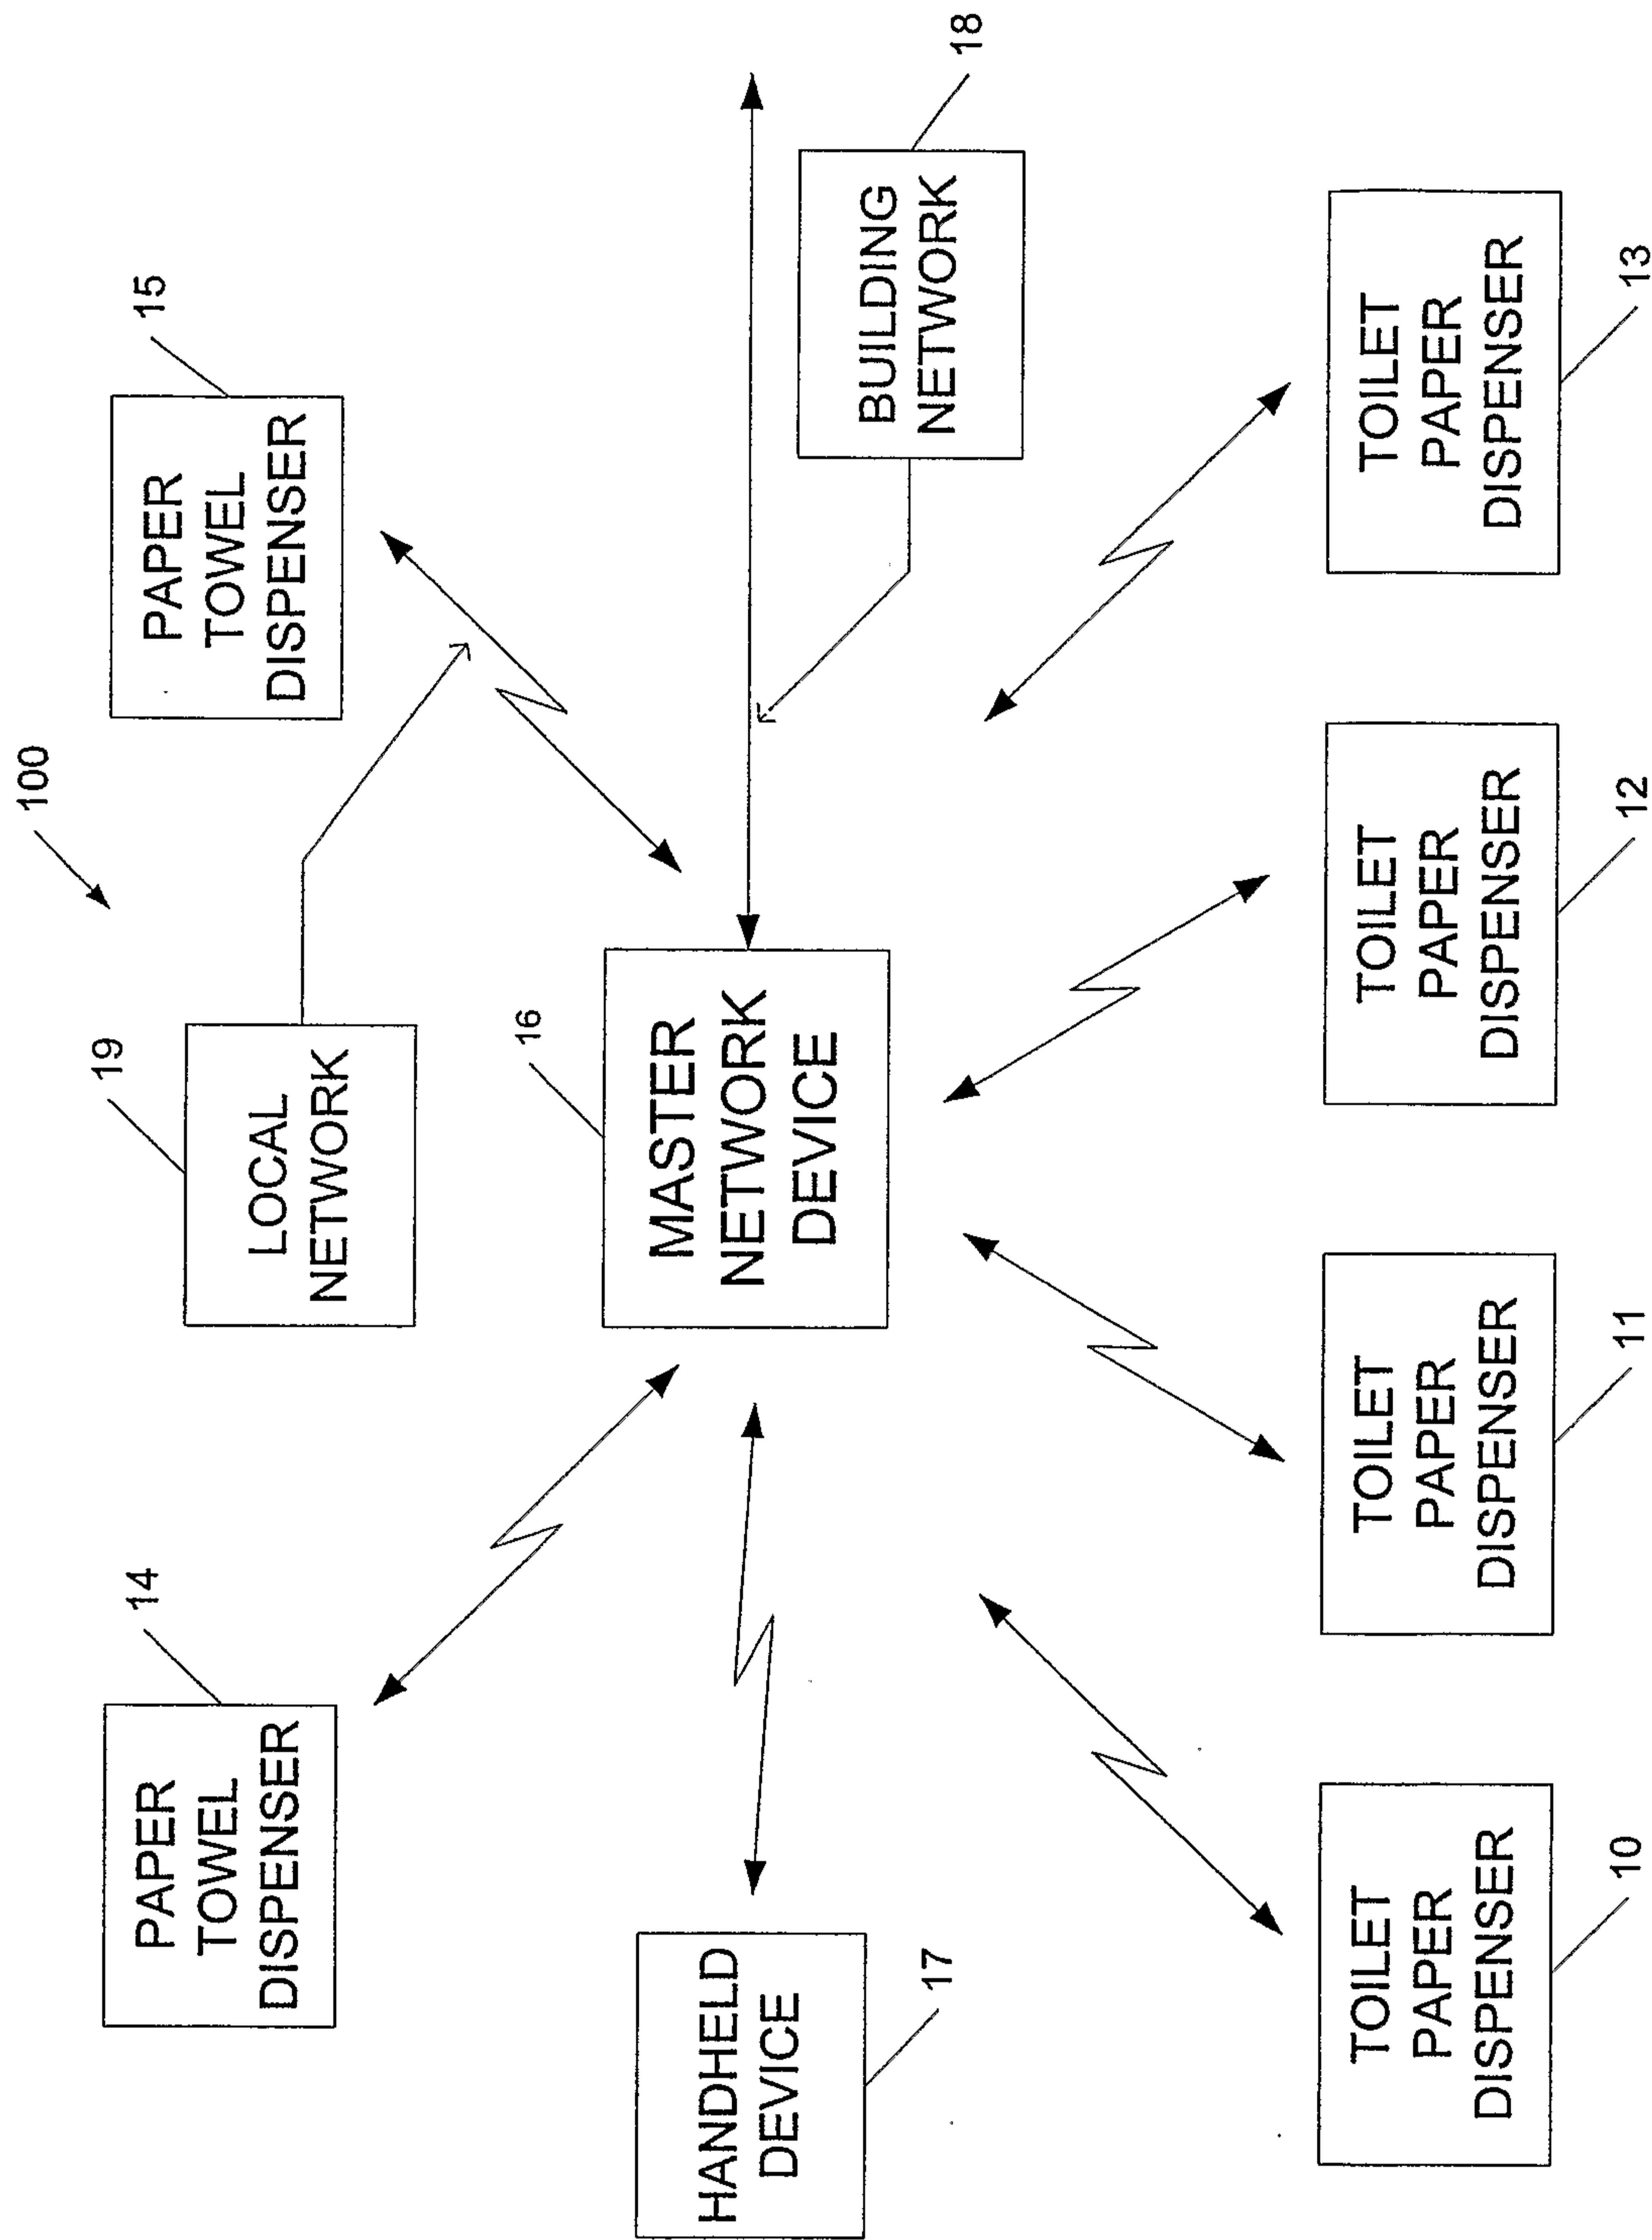 100
PAPER
TOWEL
DISPENSER
14
LOCAL
NETWORK
19
PAPER
TOWEL
DISPENSER
15
HANDHELD
DEVICE
17
MASTER
NETWORK
DEVICE
16
BUILDING
NETWORK
18
TOILET
PAPER
DISPENSER
10
TOILET
PAPER
DISPENSER
11
TOILET
PAPER
DISPENSER
12
TOILET
PAPER
DISPENSER
13